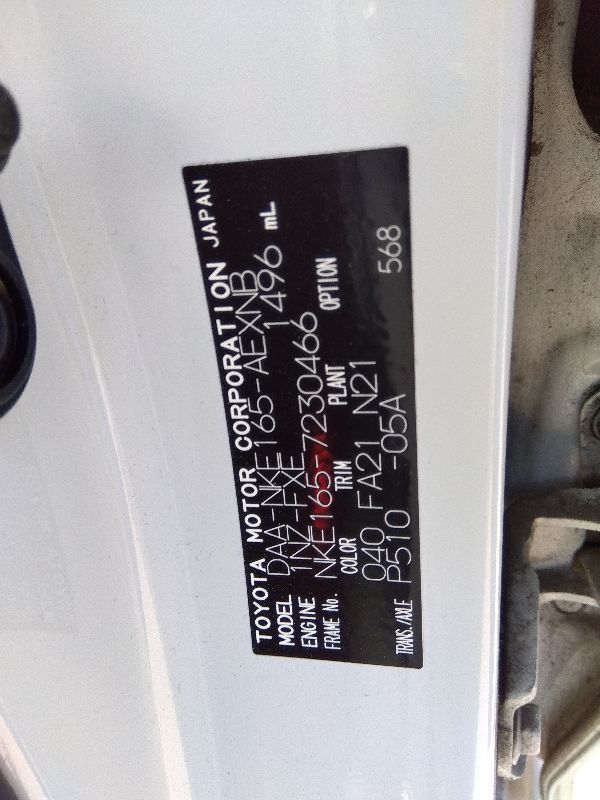 TOYOTA MOTOR CORPORATION JAPAN
MODEL DAA-NKE165-AEXNB
ENGINE 1NZ-FXE 1496 mL
FRAME No. NKE165-7230466
COLOR TRIM PLANT OPTION
040 FA21 N21
TRANS./AXLE P510 -05A 568